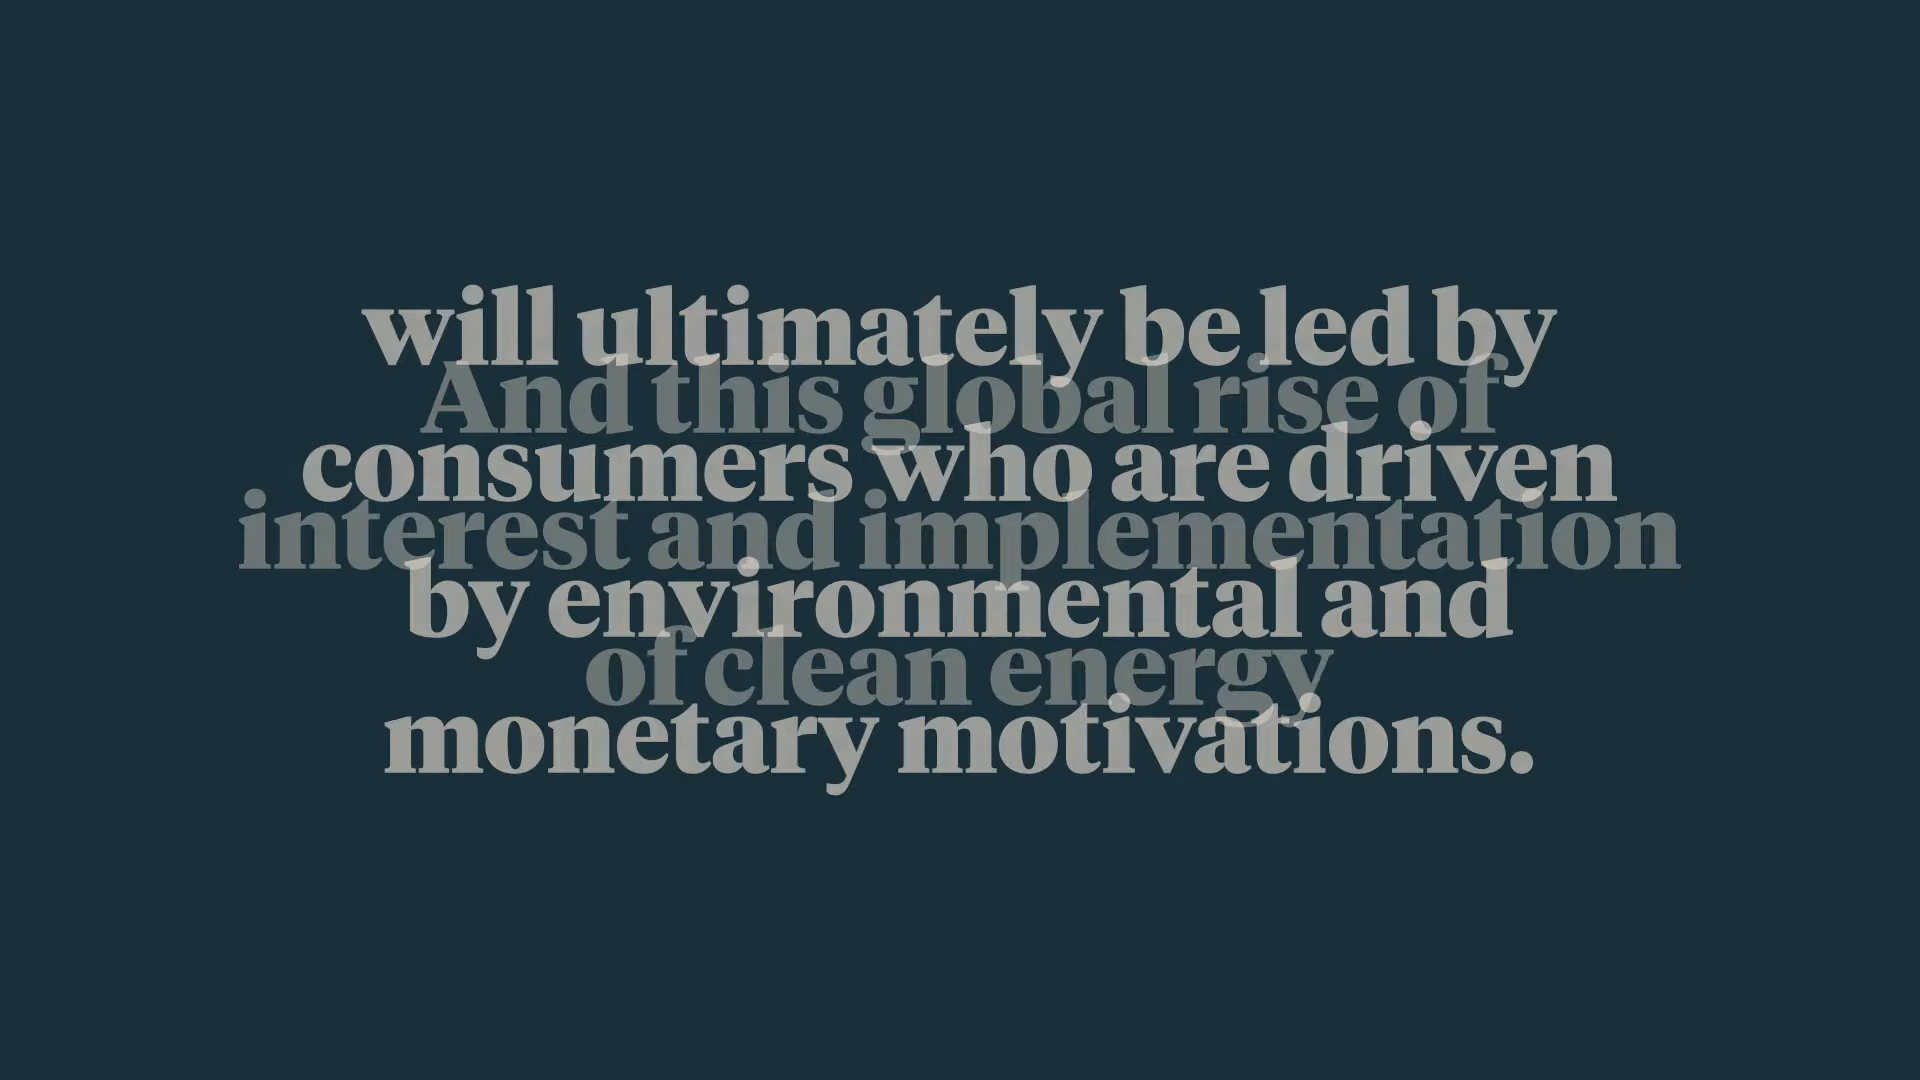 And this global rise of
interest and implementation
of clean energy
will ultimately be led by
consumers who are driven
by environmental and
monetary motivations.